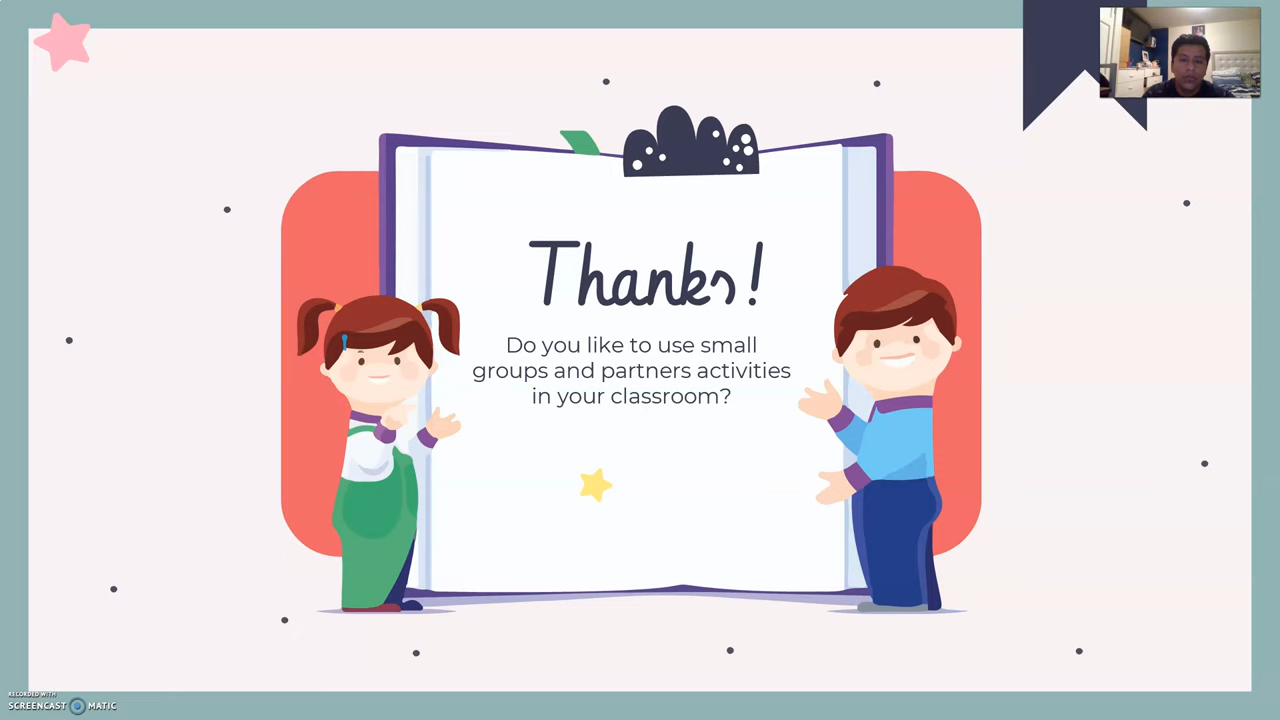 Thanks!
Do you like to use small
groups and partners activities
in your classroom?
RECORDED WITH
SCREENCAST MATIC